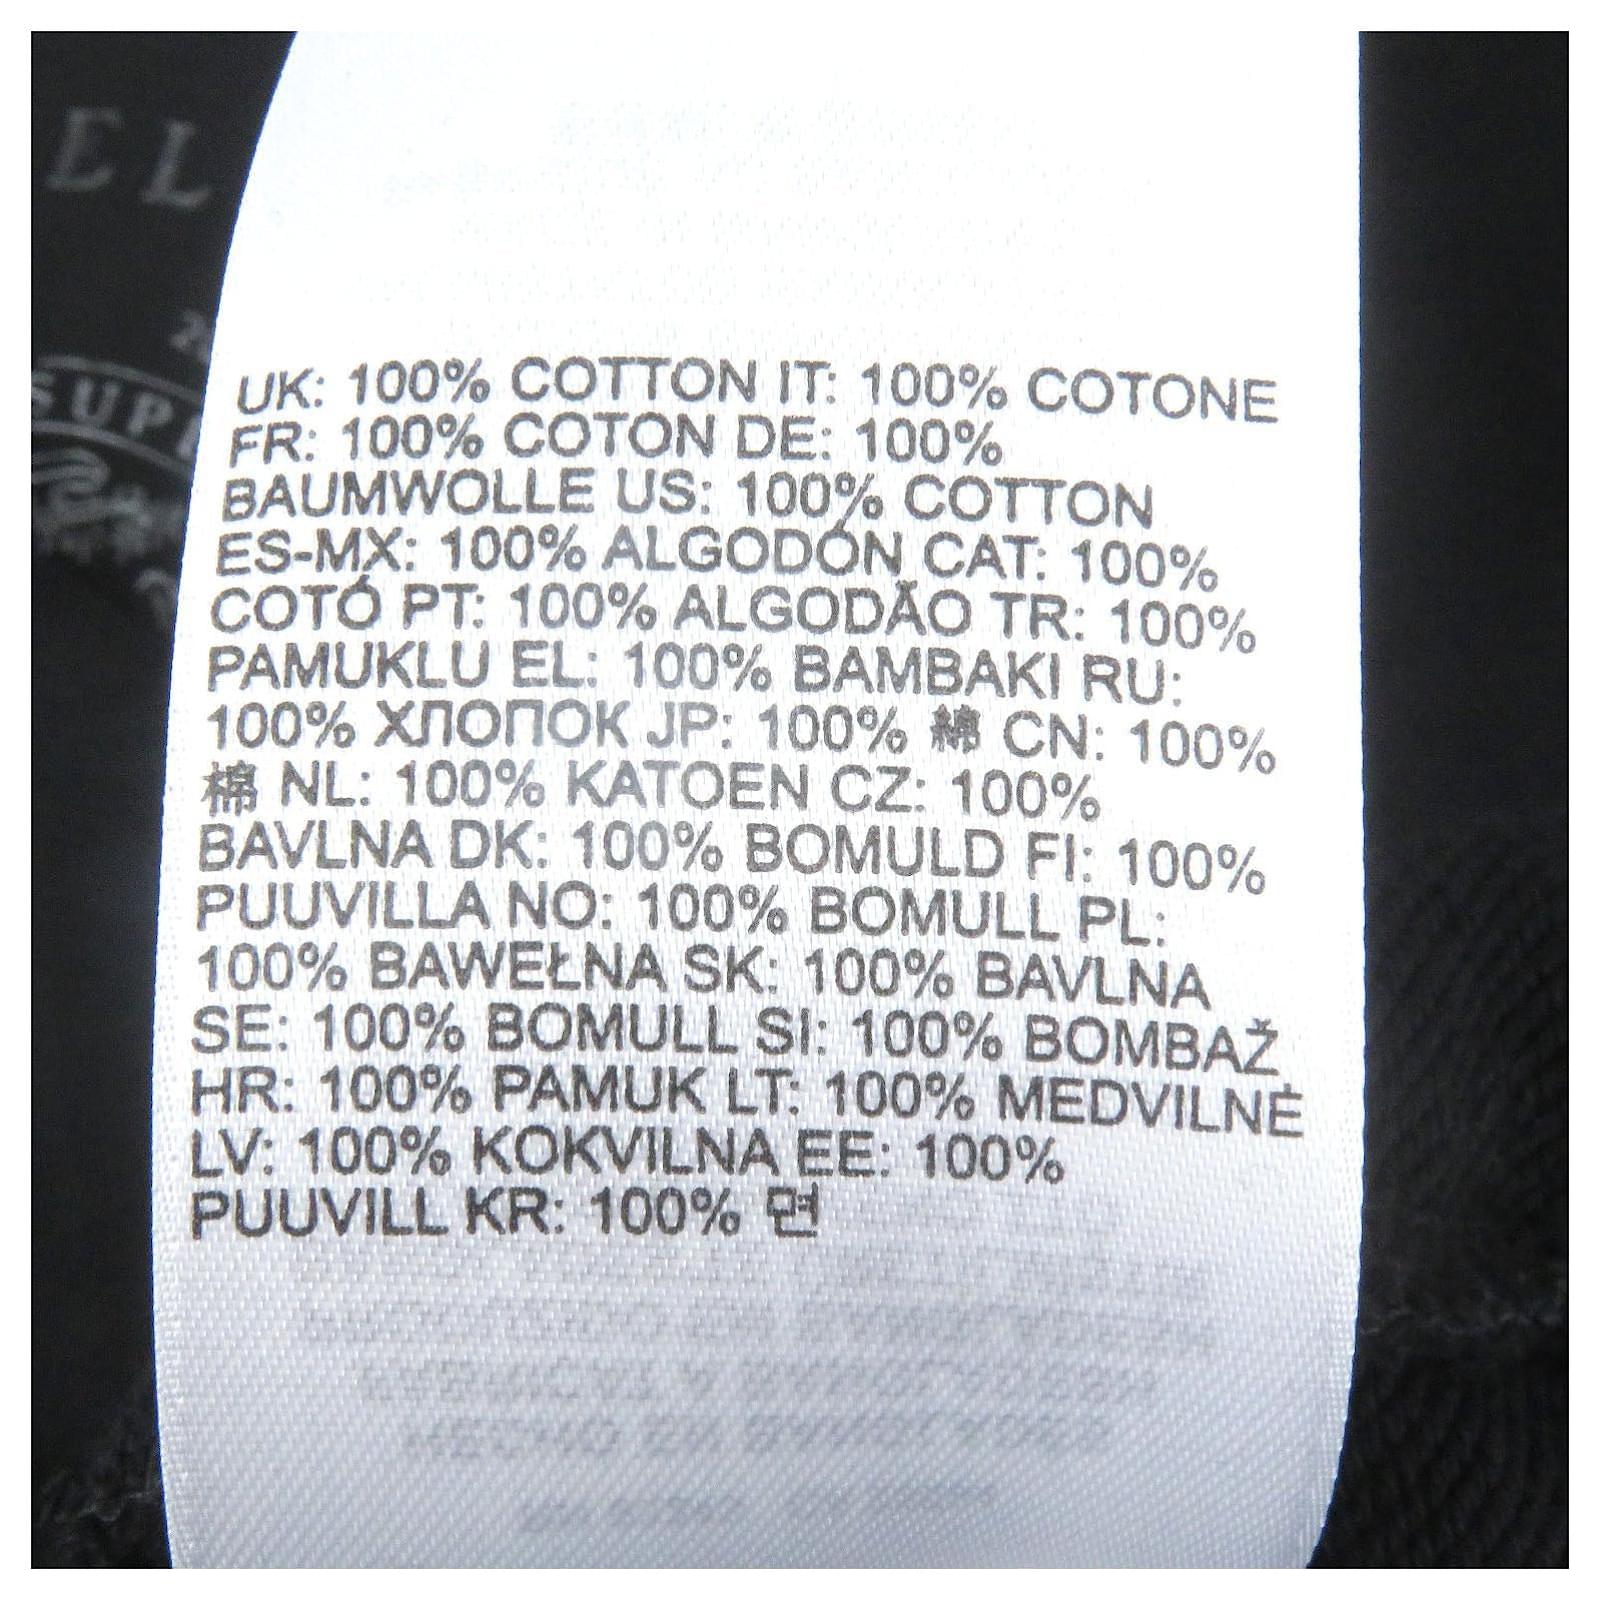 EL
SUP
UK: 100% COTTON IT: 100% COTONE
FR: 100% COTON DE: 100%
BAUMWOLLE US: 100% COTTON
ES-MX: 100% ALGODÓN CAT: 100%
COTÓ PT: 100% ALGODÃO TR: 100%
PAMUKLU EL: 100% BAMBAKI RU:
100% ХЛОПОК JP: 100% 綿 CN: 100%
棉 NL: 100% KATOEN CZ: 100%
BAVLNA DK: 100% BOMULD FI: 100%
PUUVILLA NO: 100% BOMULL PL:
100% BAWEŁNA SK: 100% BAVLNA
SE: 100% BOMULL SI: 100% BOMBAŽ
HR: 100% PAMUK LT: 100% MEDVILNĖ
LV: 100% KOKVILNA EE: 100%
PUUVILL KR: 100% 면